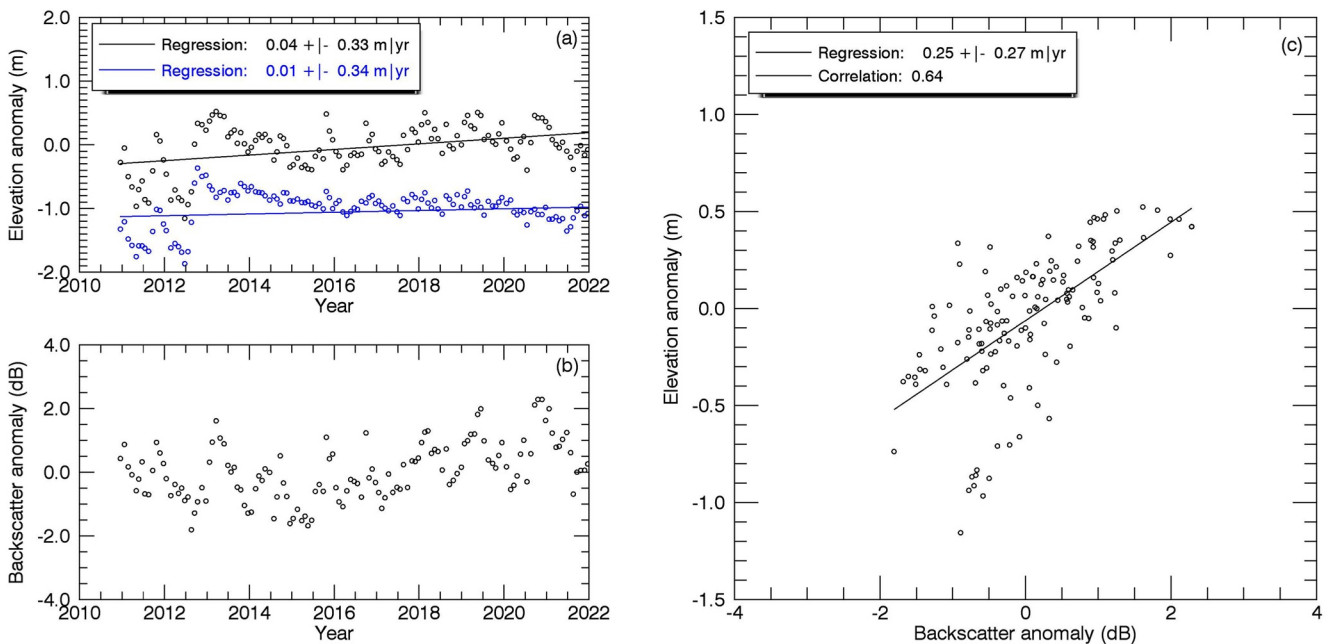 2.0
1.0
0.0
-1.0
-2.0
Elevation anomaly (m)
Regression: 0.04 +|- 0.33 m|yr
Regression: 0.01 +|- 0.34 m|yr
(a)
2010 2012 2014 2016 2018 2020 2022
Year
4.0
2.0
0.0
-2.0
-4.0
Backscatter anomaly (dB)
(b)
2010 2012 2014 2016 2018 2020 2022
Year
1.5
1.0
0.5
0.0
-0.5
-1.0
-1.5
Elevation anomaly (m)
Regression: 0.25 +|- 0.27 m|yr
Correlation: 0.64
(c)
-4 -2 0 2 4
Backscatter anomaly (dB)